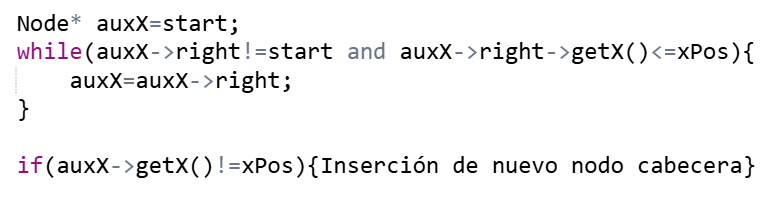 Node* auxX=start;
while(auxX->right!=start and auxX->right->getX()<=xPos){
    auxX=auxX->right;
}
if(auxX->getX()!=xPos){Inserción de nuevo nodo cabecera}